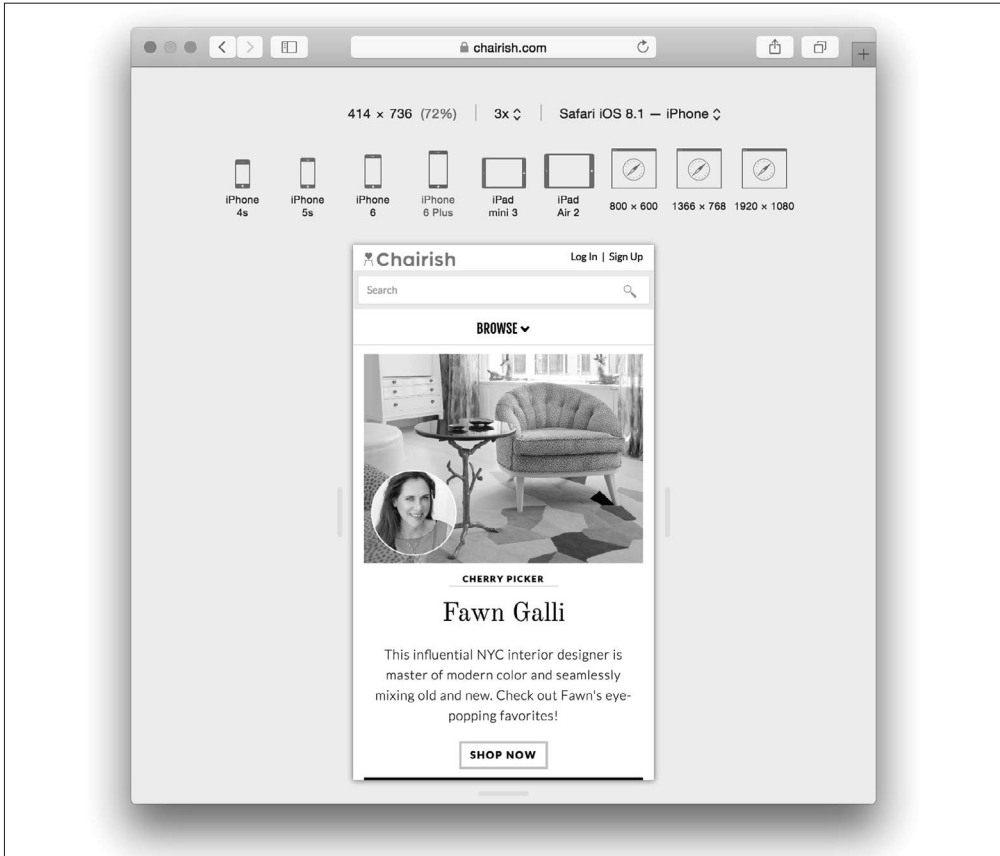 chairish.com
414 × 736 (72%) 3x Safari iOS 8.1 — iPhone
iPhone 4s
iPhone 5s
iPhone 6
iPhone 6 Plus
iPad mini 3
iPad Air 2
800 × 600
1366 × 768
1920 × 1080
Chairish
Log In | Sign Up
Search
BROWSE
CHERRY PICKER
Fawn Galli
This influential NYC interior designer is
master of modern color and seamlessly
mixing old and new. Check out Fawn's eye-
popping favorites!
SHOP NOW